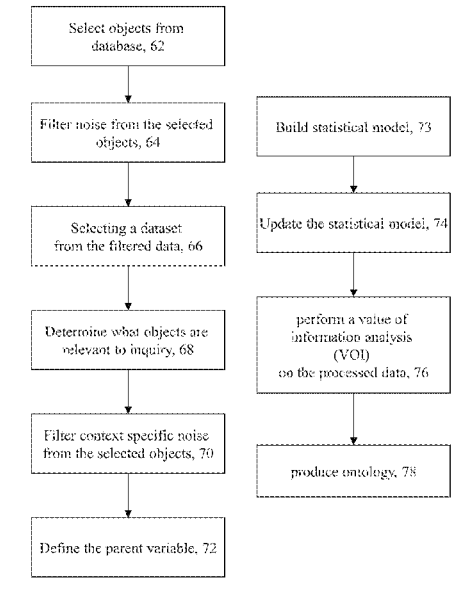 Select objects from
database, 62
Filter noise from the selected
objects, 64
Selecting a dataset
from the filtered data, 66
Determine what objects are
relevant to inquiry, 68
Filter context specific noise
from the selected objects, 70
Define the parent variable, 72
Build statistical model, 73
Update the statistical model, 74
perform a value of
information analysis
(VOI)
on the processed data, 76
produce ontology, 78